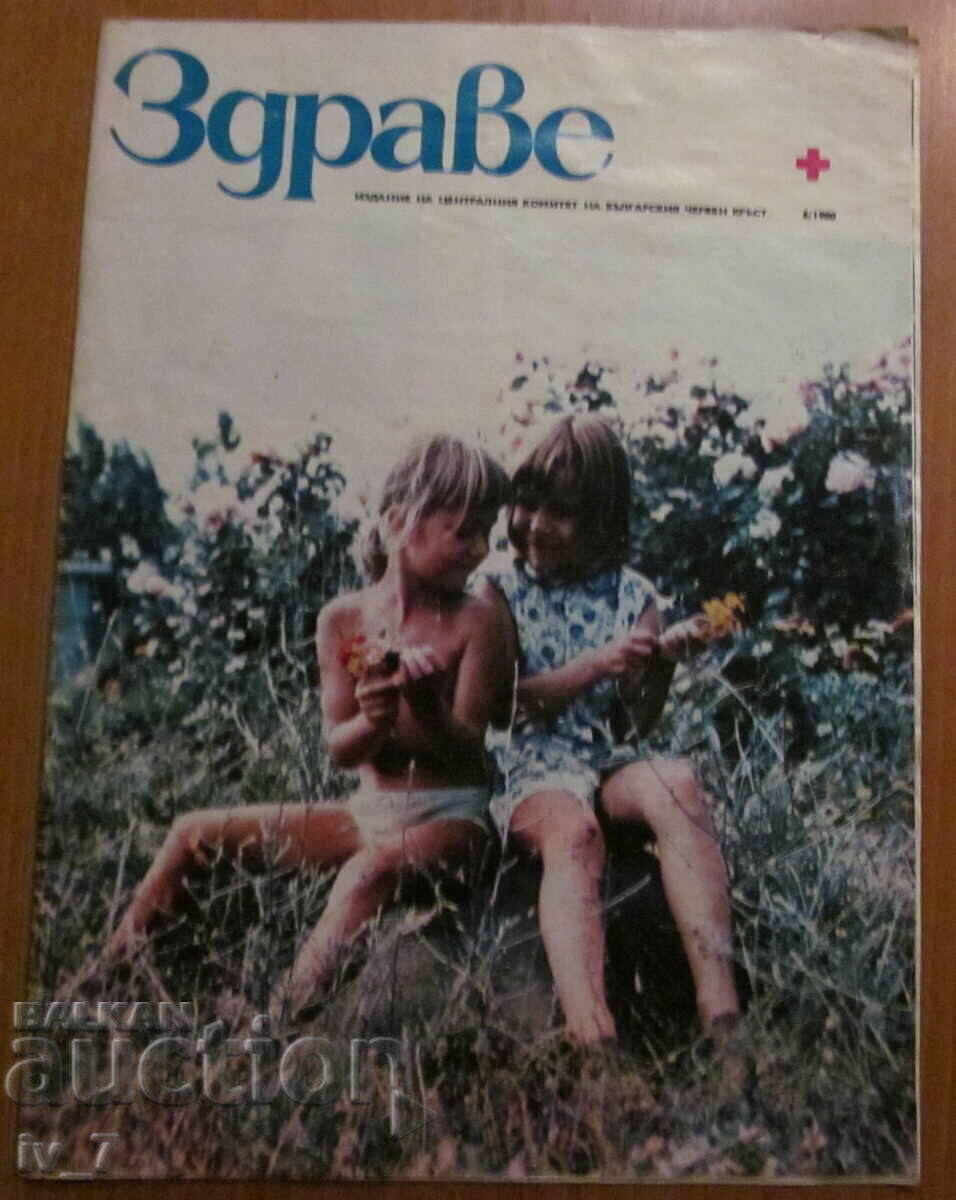 Здраве
ИЗДАНИЕ НА ЦЕНТРАЛНИЯ КОМИТЕТ НА БЪЛГАРСКИЯ ЧЕРВЕН КРЪСТ
BALKAN
auction
iv_7